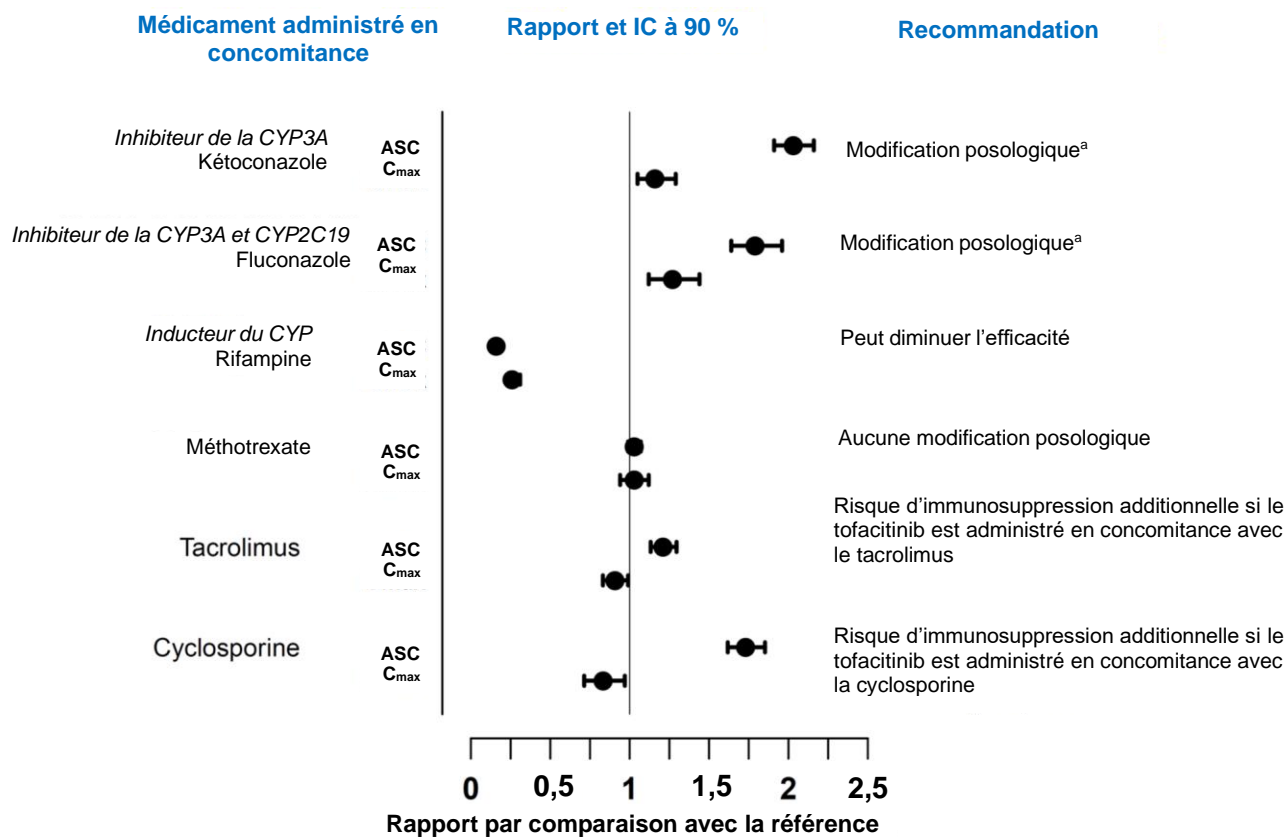 Médicament administré en
concomitance
Rapport et IC à 90 %
Recommandation
Inhibiteur de la CYP3A
Kétoconazole
ASC
Cmax
Modification posologiqueᵃ
Inhibiteur de la CYP3A et CYP2C19
Fluconazole
ASC
Cmax
Modification posologiqueᵃ
Inducteur du CYP
Rifampine
ASC
Cmax
Peut diminuer l’efficacité
Méthotrexate
ASC
Cmax
Aucune modification posologique
Tacrolimus
ASC
Cmax
Risque d’immunosuppression additionnelle si le
tofacitinib est administré en concomitance avec
le tacrolimus
Cyclosporine
ASC
Cmax
Risque d’immunosuppression additionnelle si le
tofacitinib est administré en concomitance avec
la cyclosporine
0 0,5 1 1,5 2 2,5
Rapport par comparaison avec la référence